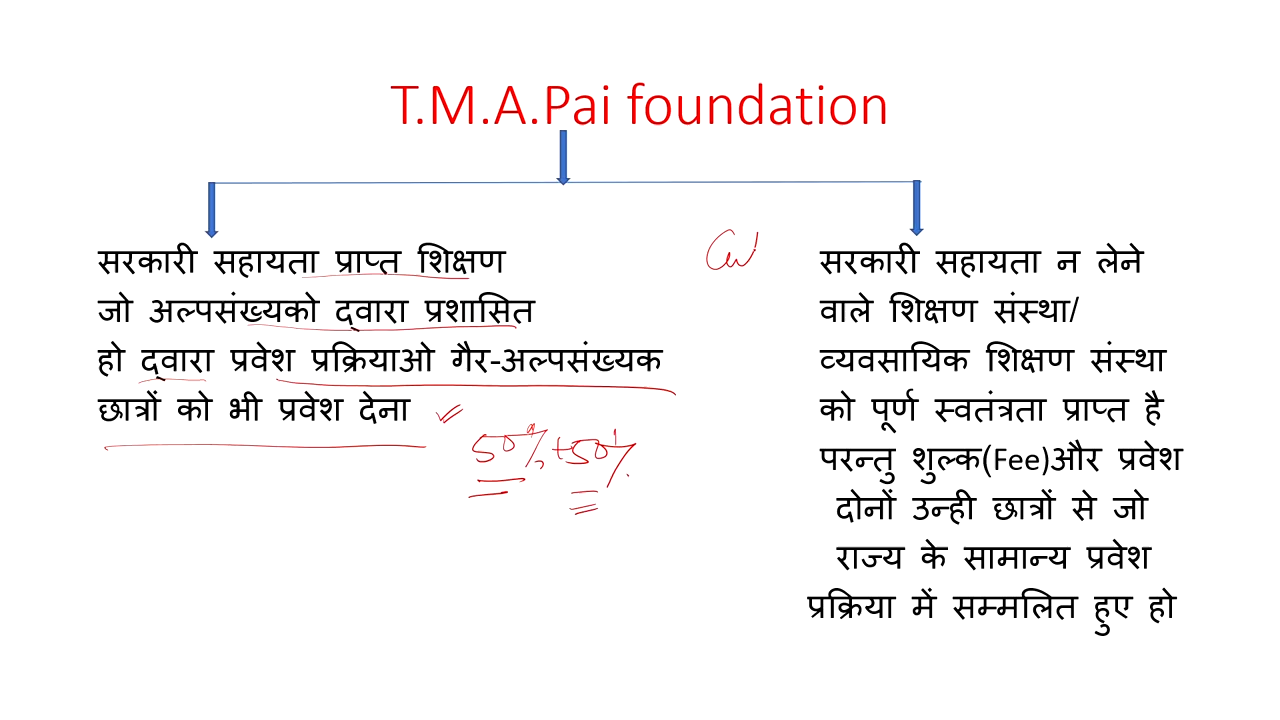 T.M.A.Pai foundation
सरकारी सहायता प्राप्त शिक्षण
जो अल्पसंख्यको द्वारा प्रशासित
हो द्वारा प्रवेश प्रक्रियाओ गैर-अल्पसंख्यक
छात्रों को भी प्रवेश देना
50% + 50%
सरकारी सहायता न लेने
वाले शिक्षण संस्था/
व्यवसायिक शिक्षण संस्था
को पूर्ण स्वतंत्रता प्राप्त है
परन्तु शुल्क(Fee)और प्रवेश
दोनों उन्ही छात्रों से जो
राज्य के सामान्य प्रवेश
प्रक्रिया में सम्मलित हुए हो